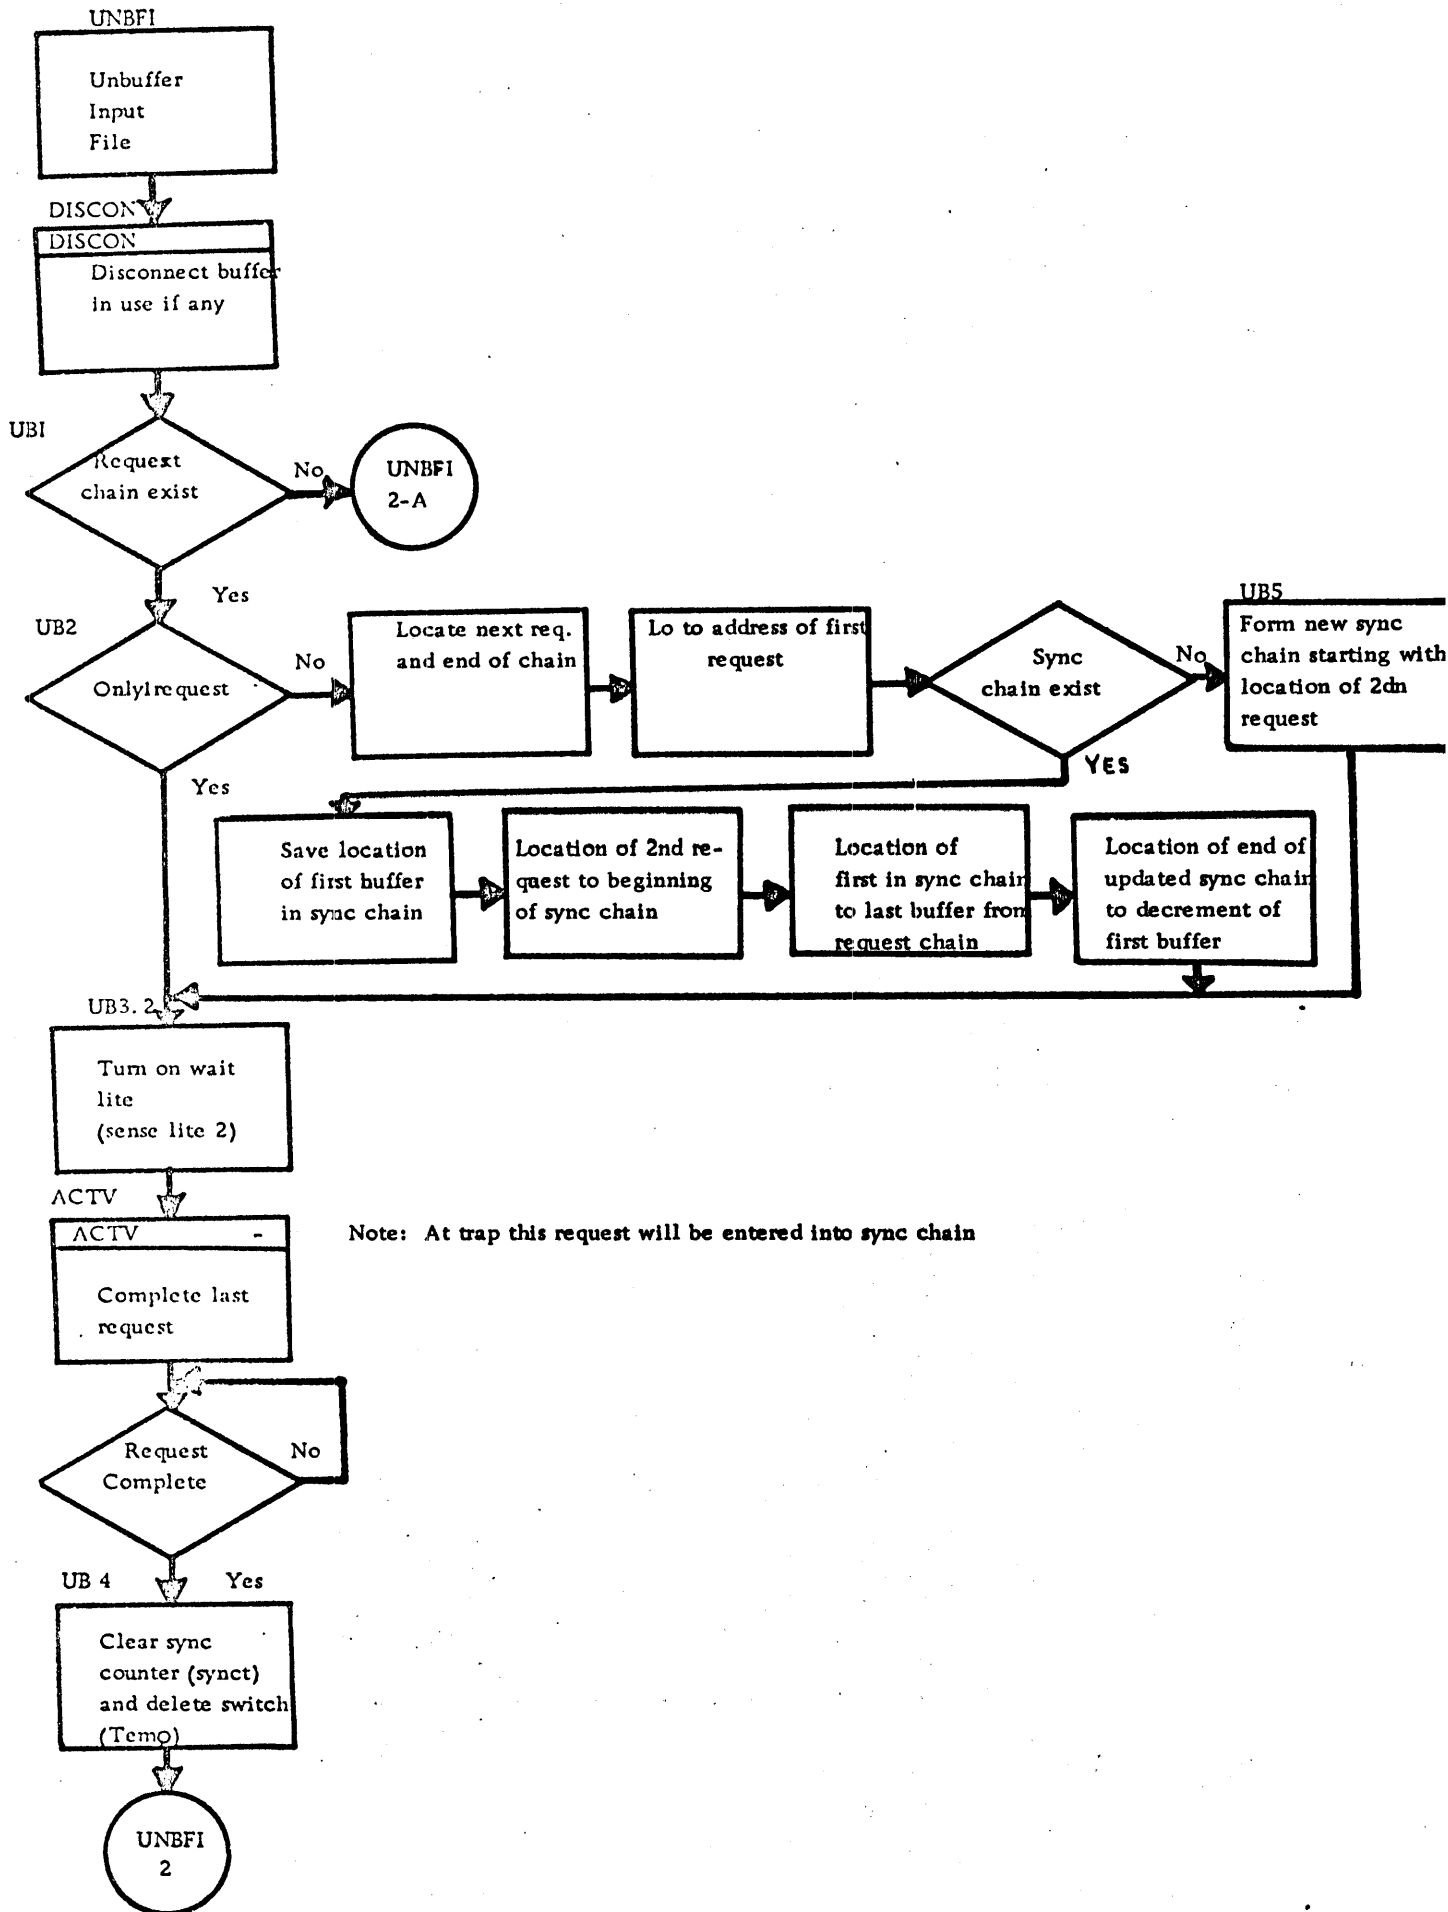 UNBFI
Unbuffer
Input
File
DISCON
DISCON
Disconnect buffer
in use if any
UB1
Request
chain exist
No
UNBFI
2-A
Yes
UB2
Only1request
No
Locate next req.
and end of chain
Lo to address of first
request
Sync
chain exist
No
UB5
Form new sync
chain starting with
location of 2dn
request
YES
Yes
Save location
of first buffer
in sync chain
Location of 2nd re-
quest to beginning
of sync chain
Location of
first in sync chain
to last buffer from
request chain
Location of end of
updated sync chain
to decrement of
first buffer
UB3.2
Turn on wait
lite
(sense lite 2)
ACTV
ACTV -
Note: At trap this request will be entered into sync chain
Complete last
request
Request
Complete
No
UB 4
Yes
Clear sync
counter (synct)
and delete switch
(Temo)
UNBFI
2